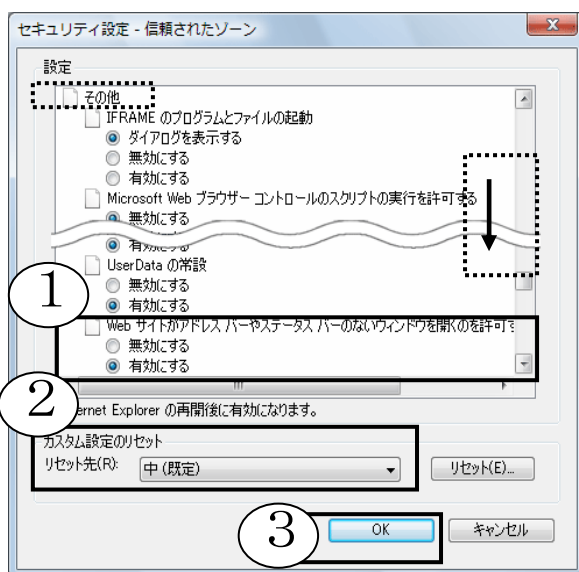 セキュリティ設定 - 信頼されたゾーン
設定
その他
IFRAME のプログラムとファイルの起動
ダイアログを表示する
無効にする
有効にする
Microsoft Web ブラウザー コントロールのスクリプトの実行を許可する
無効にする
有効にする
UserData の常設
無効にする
有効にする
1
Web サイトがアドレス バーやステータス バーのないウィンドウを開くのを許可す
無効にする
有効にする
2
ernet Explorer の再開後に有効になります。
カスタム設定のリセット
リセット先(R): 中 (既定) リセット(E)...
3
OK キャンセル